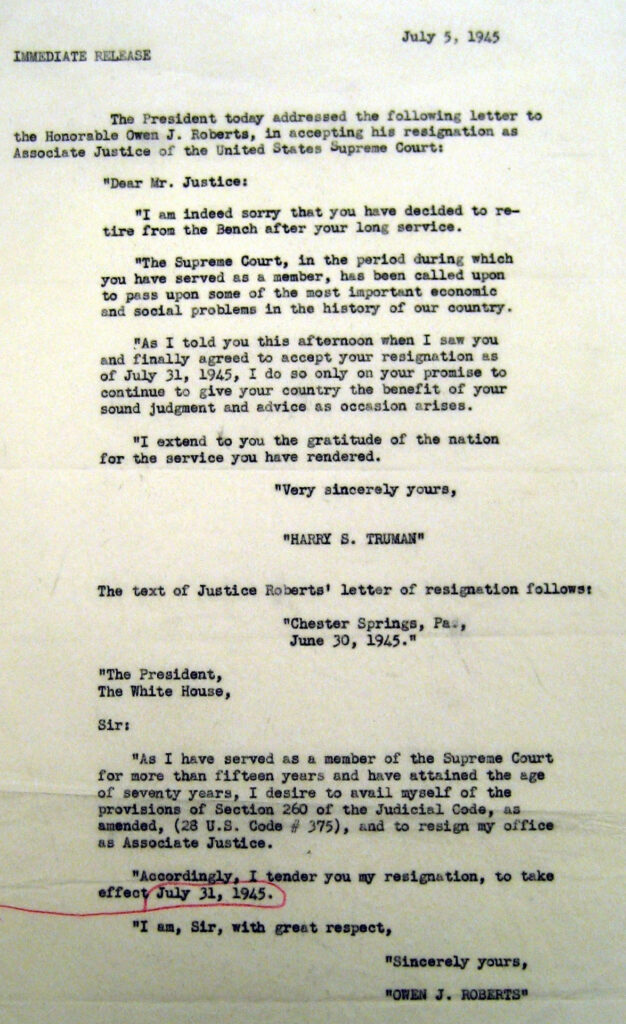 July 5, 1945
IMMEDIATE RELEASE
The President today addressed the following letter to
the Honorable Owen J. Roberts, in accepting his resignation as
Associate Justice of the United States Supreme Court:
"Dear Mr. Justice:
"I am indeed sorry that you have decided to re-
tire from the Bench after your long service.
"The Supreme Court, in the period during which
you have served as a member, has been called upon
to pass upon some of the most important economic
and social problems in the history of our country.
"As I told you this afternoon when I saw you
and finally agreed to accept your resignation as
of July 31, 1945, I do so only on your promise to
continue to give your country the benefit of your
sound judgment and advice as occasion arises.
"I extend to you the gratitude of the nation
for the service you have rendered.
"Very sincerely yours,
"HARRY S. TRUMAN"
The text of Justice Roberts' letter of resignation follows:
"Chester Springs, Pa.,
June 30, 1945."
"The President,
The White House,
Sir:
"As I have served as a member of the Supreme Court
for more than fifteen years and have attained the age
of seventy years, I desire to avail myself of the
provisions of Section 260 of the Judicial Code, as
amended, (28 U.S. Code # 375), and to resign my office
as Associate Justice.
"Accordingly, I tender you my resignation, to take
effect July 31, 1945.
"I am, Sir, with great respect,
"Sincerely yours,
"OWEN J. ROBERTS"